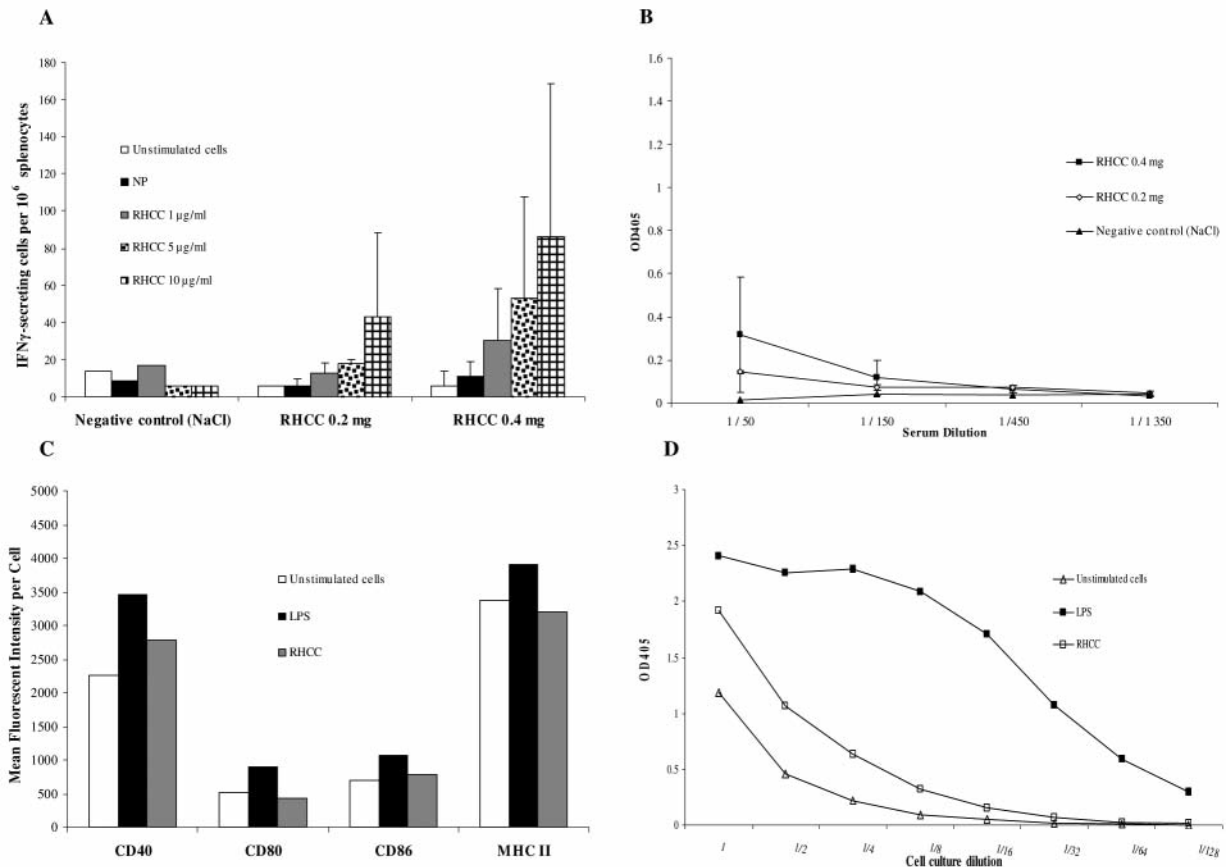 A
IFNγ-secreting cells per 10⁶ splenocytes
180
160
140
120
100
80
60
40
20
0
Unstimulated cells
NP
RHCC 1 µg/ml
RHCC 5 µg/ml
RHCC 10 µg/ml
Negative control (NaCl)
RHCC 0.2 mg
RHCC 0.4 mg
B
OD405
1.6
1.4
1.2
1
0.8
0.6
0.4
0.2
0
RHCC 0.4 mg
RHCC 0.2 mg
Negative control (NaCl)
1 / 50
1 / 150
1 /450
1 / 1 350
Serum Dilution
C
Mean Fluorescent Intensity per Cell
5000
4500
4000
3500
3000
2500
2000
1500
1000
500
0
Unstimulated cells
LPS
RHCC
CD40
CD80
CD86
MHC II
D
OD405
3
2.5
2
1.5
1
0.5
0
Unstimulated cells
LPS
RHCC
1
1/2
1/4
1/8
1/16
1/32
1/64
1/128
Cell culture dilution